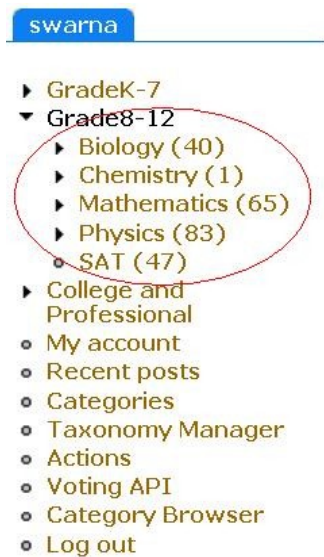 swarna
GradeK-7
Grade8-12
Biology (40)
Chemistry (1)
Mathematics (65)
Physics (83)
SAT (47)
College and
Professional
My account
Recent posts
Categories
Taxonomy Manager
Actions
Voting API
Category Browser
Log out